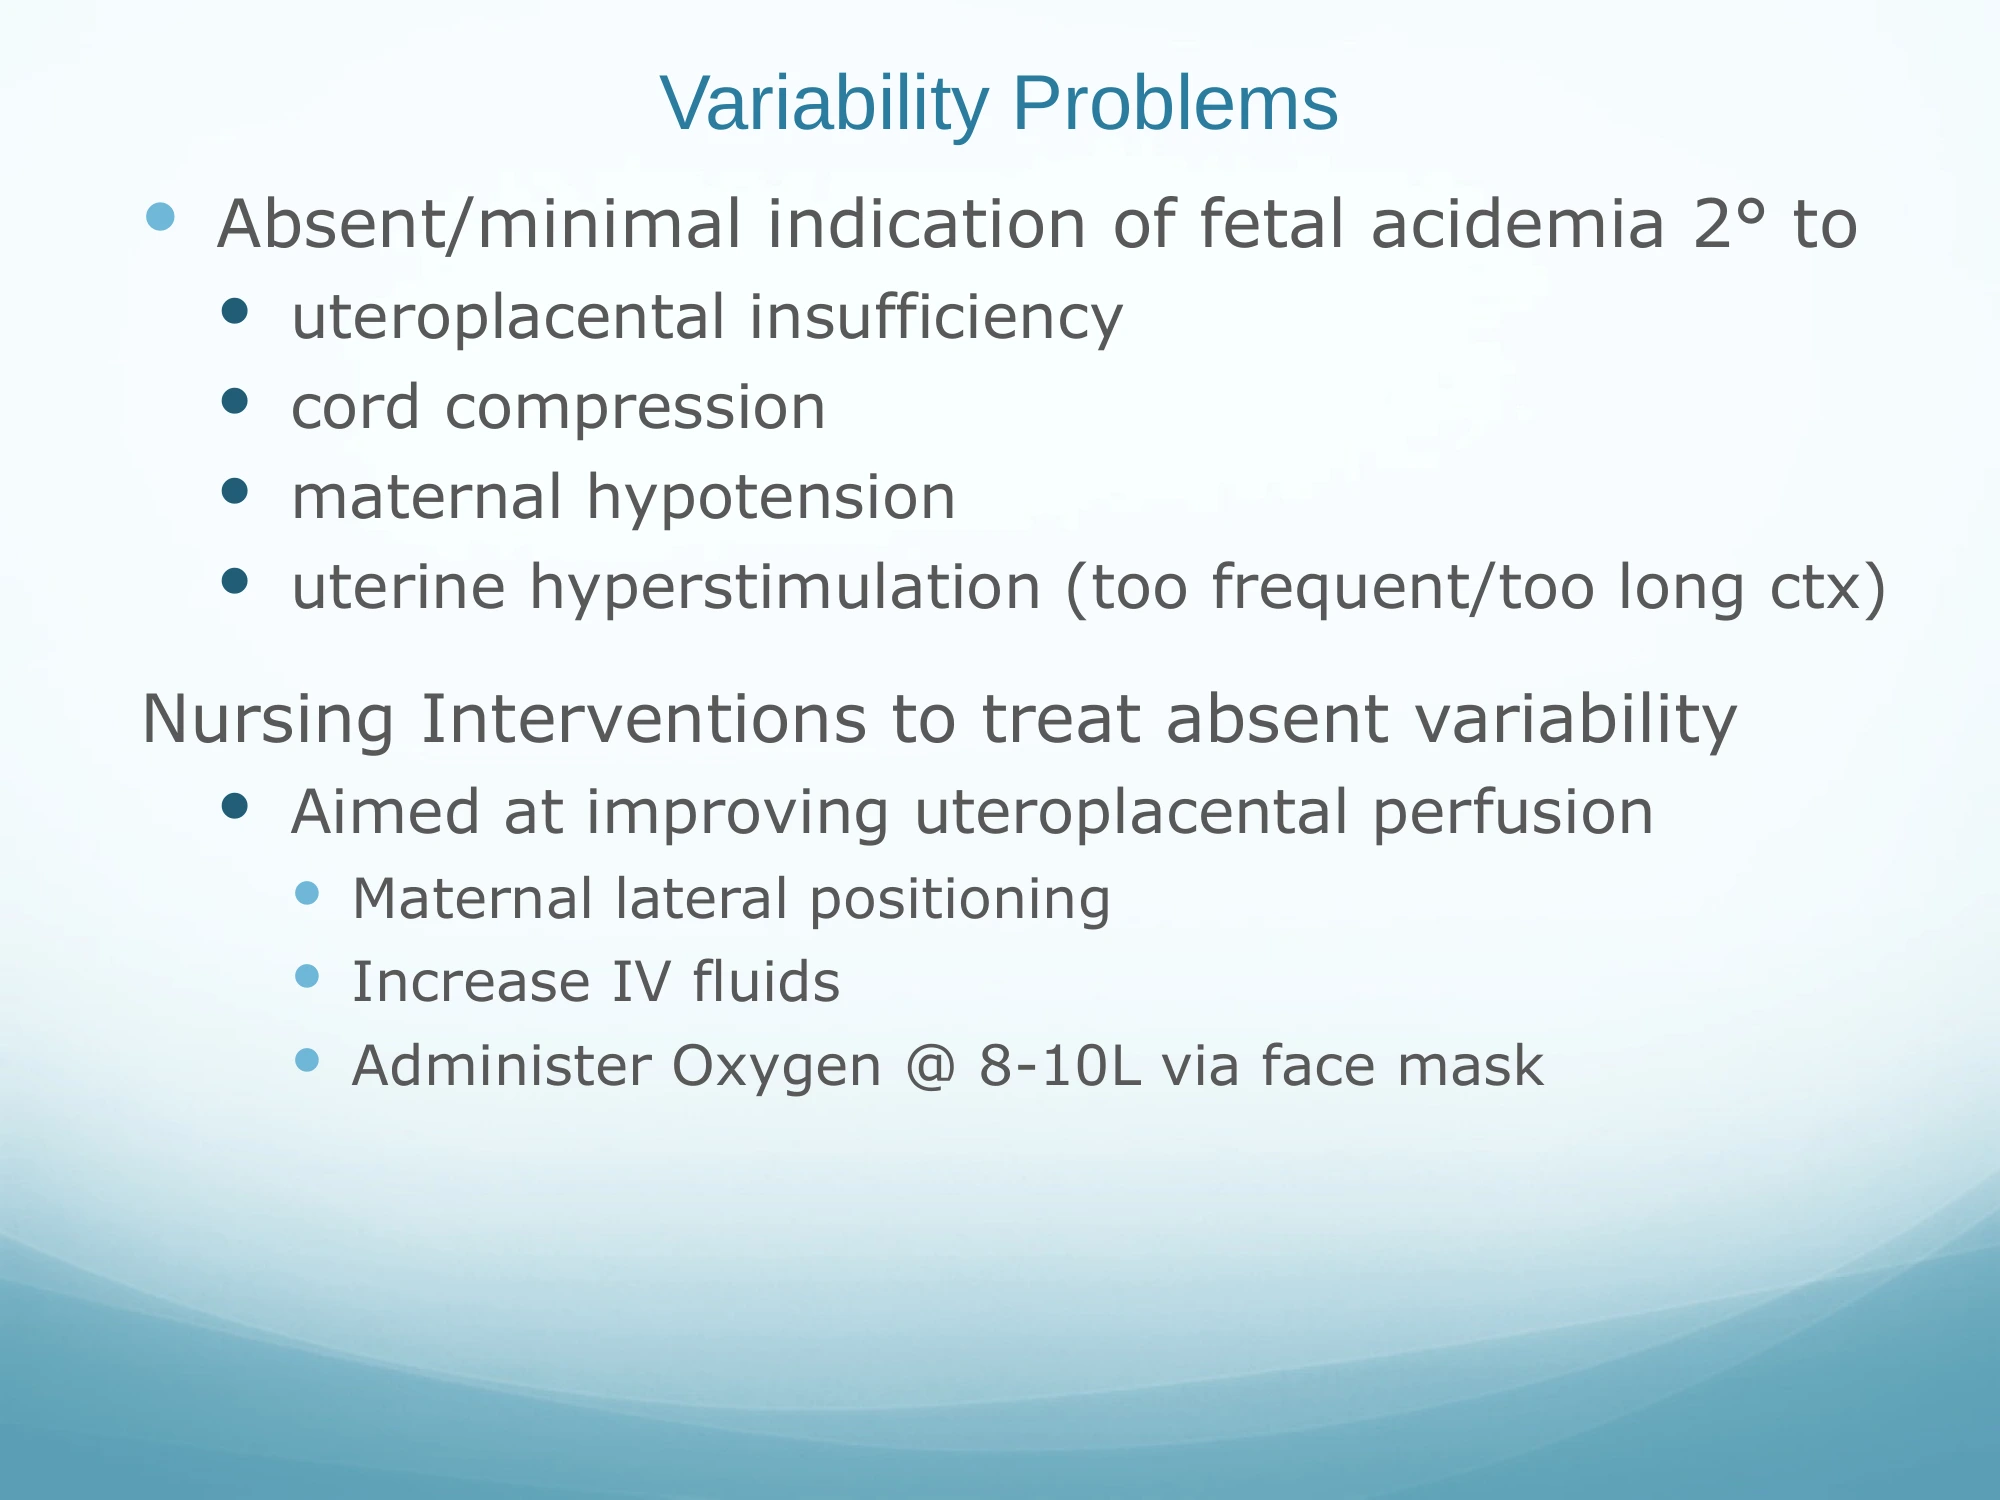 Variability Problems
• Absent/minimal indication of fetal acidemia 2° to
• uteroplacental insufficiency
• cord compression
• maternal hypotension
• uterine hyperstimulation (too frequent/too long ctx)
Nursing Interventions to treat absent variability
• Aimed at improving uteroplacental perfusion
• Maternal lateral positioning
• Increase IV fluids
• Administer Oxygen @ 8-10L via face mask